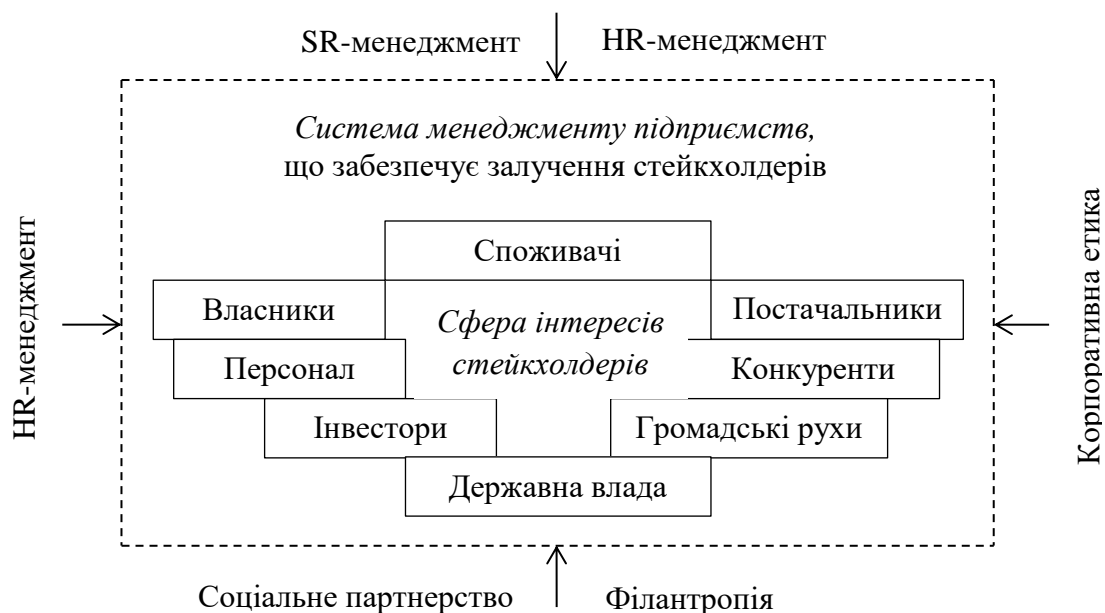 SR-менеджмент HR-менеджмент
Система менеджменту підприємств,
що забезпечує залучення стейкхолдерів
HR-менеджмент
Споживачі
Власники
Постачальники
Сфера інтересів
стейкхолдерів
Персонал
Конкуренти
Інвестори
Громадські рухи
Державна влада
Корпоративна етика
Соціальне партнерство Філантропія